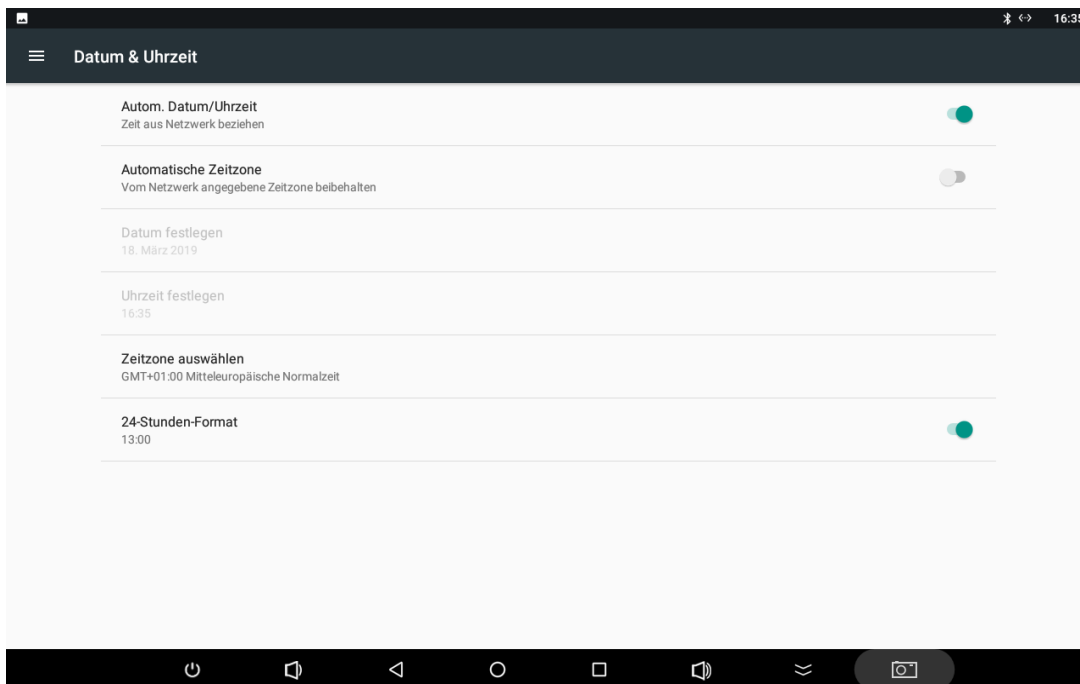 16:35
Datum & Uhrzeit
Autom. Datum/Uhrzeit
Zeit aus Netzwerk beziehen
Automatische Zeitzone
Vom Netzwerk angegebene Zeitzone beibehalten
Datum festlegen
18. März 2019
Uhrzeit festlegen
16:35
Zeitzone auswählen
GMT+01:00 Mitteleuropäische Normalzeit
24-Stunden-Format
13:00